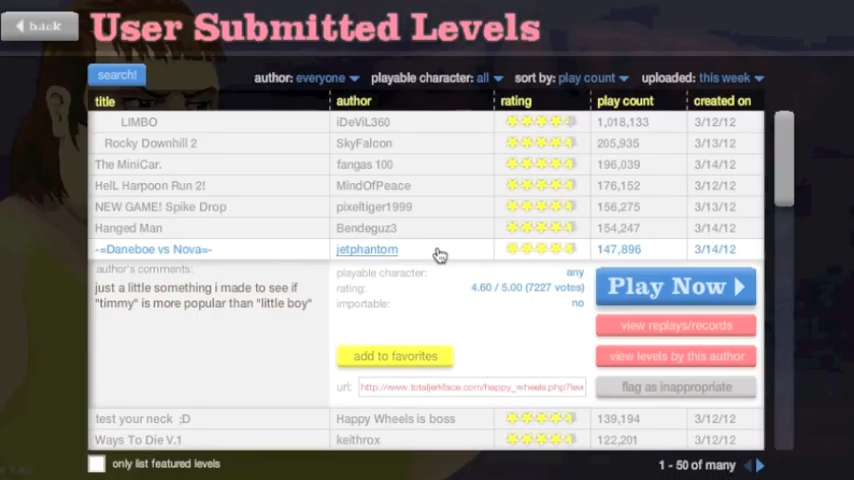 back
User Submitted Levels
search!
author: everyone playable character: all sort by: play count uploaded: this week
title author rating play count created on
LIMBO iDeViL360 1,018,133 3/12/12
Rocky Downhill 2 SkyFalcon 205,935 3/13/12
The MiniCar. fangas 100 196,039 3/14/12
HelL Harpoon Run 2! MindOfPeace 176,152 3/12/12
NEW GAME! Spike Drop pixeltiger1999 156,275 3/13/12
Hanged Man Bendeguz3 154,247 3/12/12
-=Daneboe vs Nova=- jetphantom 147,896 3/14/12
author's comments:
just a little something i made to see if
"timmy" is more popular than "little boy"
playable character: any
rating: 4.60 / 5.00 (7227 votes)
importable: no
Play Now
view replays/records
add to favorites
view levels by this author
url: http://www.totaljerkface.com/happy_wheels.php?lev
flag as inappropriate
test your neck ;D Happy Wheels is boss 139,194 3/12/12
Ways To Die V.1 keithrox 122,201 3/12/12
only list featured levels
1 - 50 of many